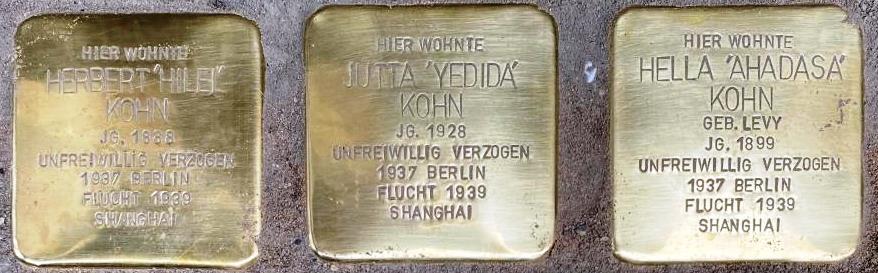 HIER WOHNTE
HERBERT 'HILEL'
KOHN
JG. 1888
UNFREIWILLIG VERZOGEN
1937 BERLIN
FLUCHT 1939
SHANGHAI
HIER WOHNTE
JUTTA 'YEDIDA'
KOHN
JG. 1928
UNFREIWILLIG VERZOGEN
1937 BERLIN
FLUCHT 1939
SHANGHAI
HIER WOHNTE
HELLA 'AHADASA'
KOHN
GEB. LEVY
JG. 1899
UNFREIWILLIG VERZOGEN
1937 BERLIN
FLUCHT 1939
SHANGHAI